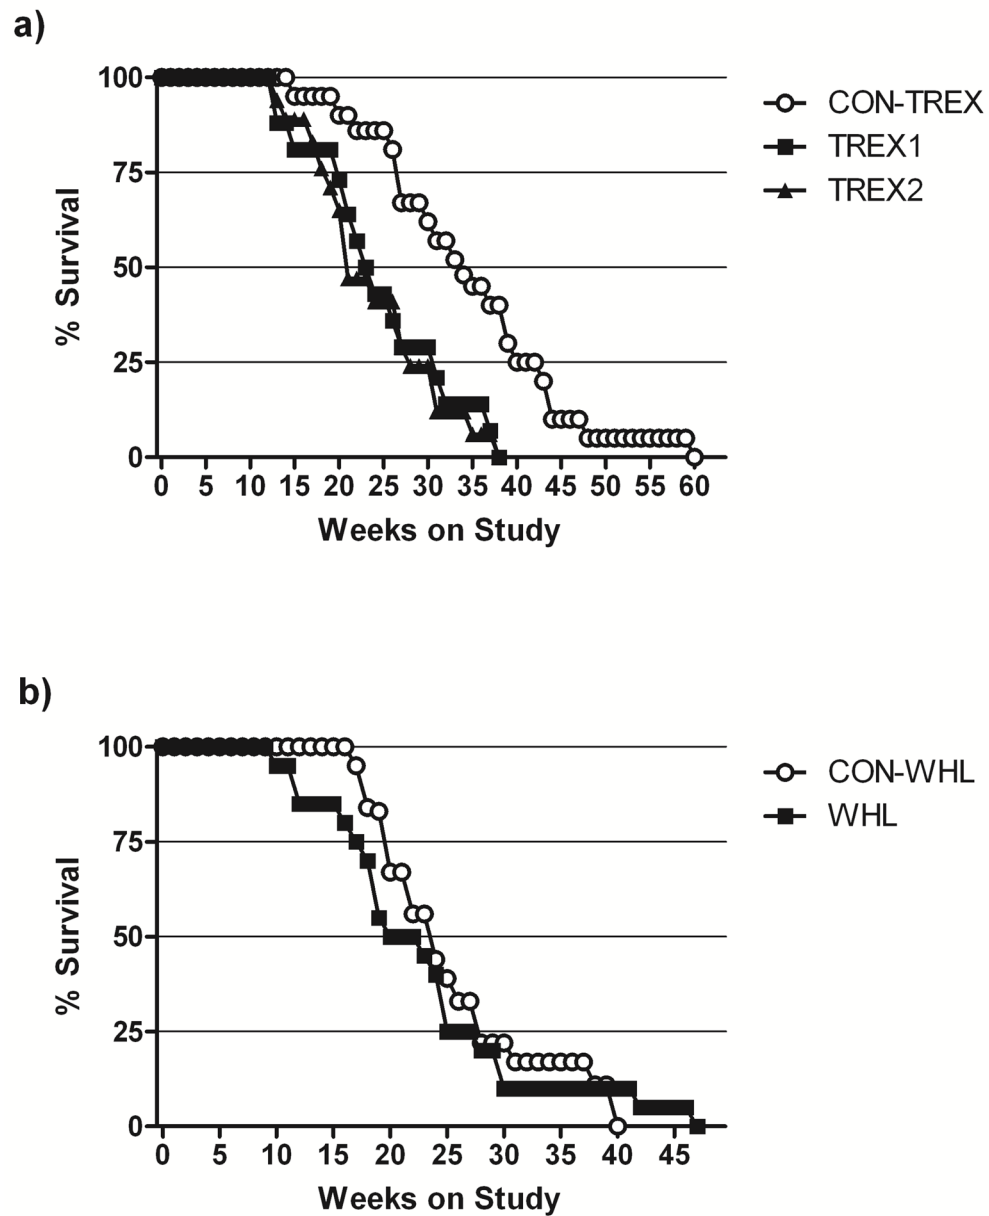 a)
100
75
50
25
0
% Survival
0 5 10 15 20 25 30 35 40 45 50 55 60
Weeks on Study
CON-TREX
TREX1
TREX2
b)
100
75
50
25
0
% Survival
0 5 10 15 20 25 30 35 40 45
Weeks on Study
CON-WHL
WHL